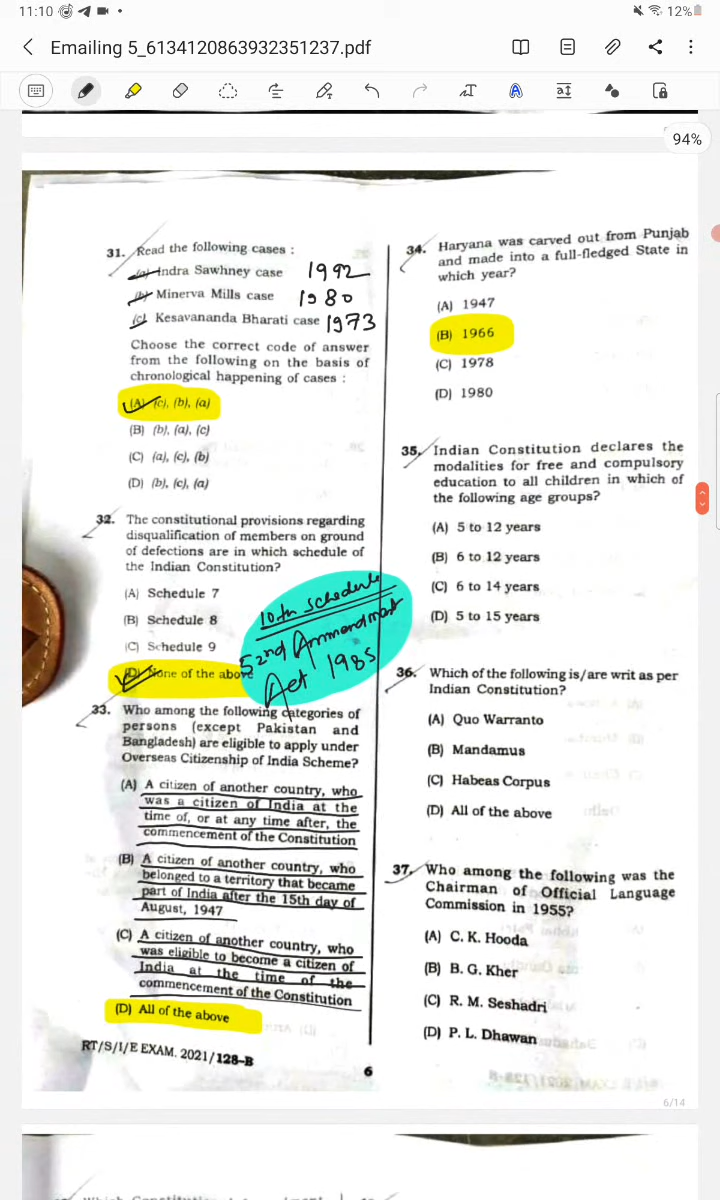 11:10
12%
Emailing 5_6134120863932351237.pdf
94%
31. Read the following cases :
(a) Indra Sawhney case 1992
(b) Minerva Mills case 1980
(c) Kesavananda Bharati case 1973
Choose the correct code of answer
from the following on the basis of
chronological happening of cases :
(A) (c), (b), (a)
(B) (b), (a), (c)
(C) (a), (c), (b)
(D) (b), (c), (a)
32. The constitutional provisions regarding
disqualification of members on ground
of defections are in which schedule of
the Indian Constitution?
(A) Schedule 7
(B) Schedule 8
(C) Schedule 9
(D) None of the above
10th schedule
52nd Ammendment
Act 1985
33. Who among the following categories of
persons (except Pakistan and
Bangladesh) are eligible to apply under
Overseas Citizenship of India Scheme?
(A) A citizen of another country, who
was a citizen of India at the
time of, or at any time after, the
commencement of the Constitution
(B) A citizen of another country, who
belonged to a territory that became
part of India after the 15th day of
August, 1947
(C) A citizen of another country, who
was eligible to become a citizen of
India at the time of the
commencement of the Constitution
(D) All of the above
RT/S/I/E EXAM. 2021/128-B
6
34. Haryana was carved out from Punjab
and made into a full-fledged State in
which year?
(A) 1947
(B) 1966
(C) 1978
(D) 1980
35. Indian Constitution declares the
modalities for free and compulsory
education to all children in which of
the following age groups?
(A) 5 to 12 years
(B) 6 to 12 years
(C) 6 to 14 years
(D) 5 to 15 years
36. Which of the following is/are writ as per
Indian Constitution?
(A) Quo Warranto
(B) Mandamus
(C) Habeas Corpus
(D) All of the above
37. Who among the following was the
Chairman of Official Language
Commission in 1955?
(A) C. K. Hooda
(B) B. G. Kher
(C) R. M. Seshadri
(D) P. L. Dhawan
6/14